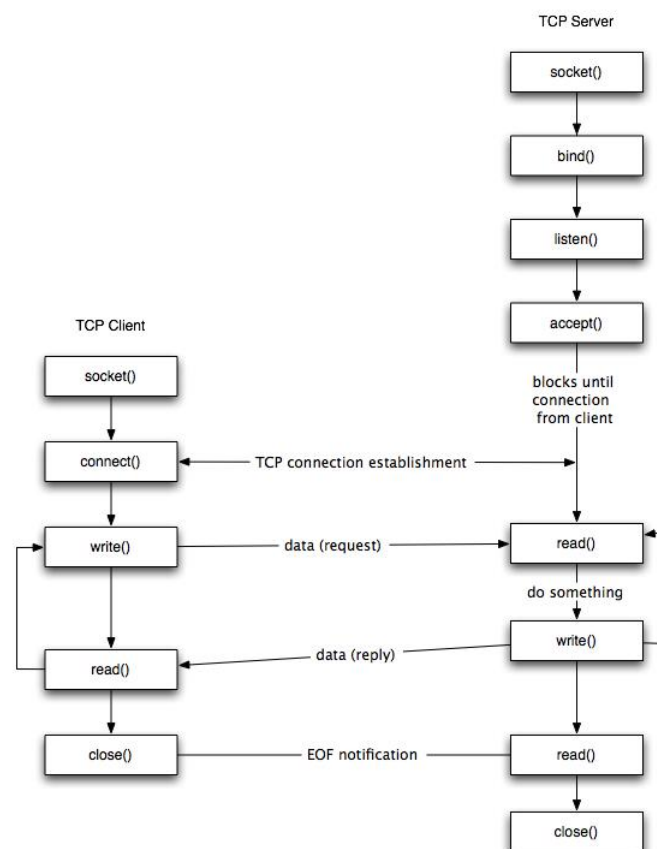 TCP Server
socket()
bind()
listen()
accept()
TCP Client
blocks until
connection
from client
socket()
connect()
TCP connection establishment
write()
data (request)
read()
do something
write()
data (reply)
read()
close()
EOF notification
read()
close()